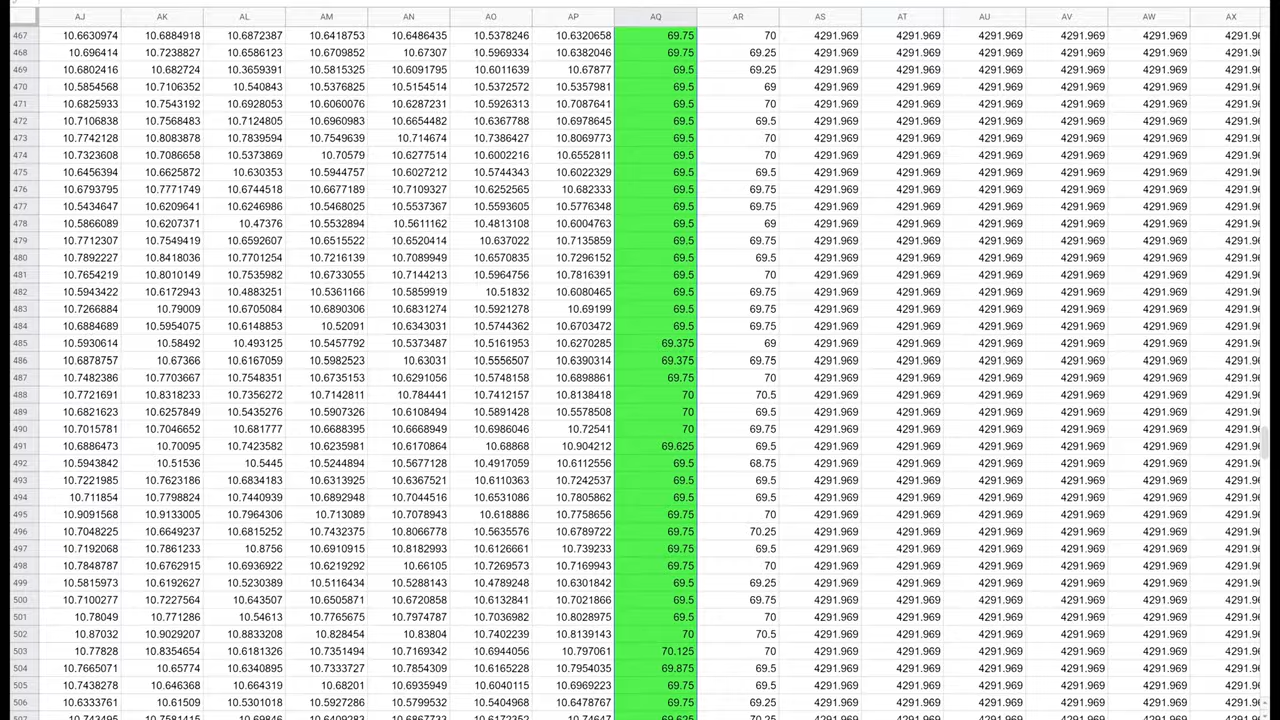 AJ AK AL AM AN AO AP AQ AR AS AT AU AV AW AX
467 10.6630974 10.6884918 10.6872387 10.6418753 10.6486435 10.5378246 10.6320658 69.75 70 4291.969 4291.969 4291.969 4291.969 4291.969
468 10.696414 10.7238827 10.6586123 10.6709852 10.67307 10.5969334 10.6382046 69.75 69.25 4291.969 4291.969 4291.969 4291.969 4291.969
469 10.6802416 10.682724 10.3659391 10.5815325 10.6091795 10.6011639 10.67877 69.5 69.25 4291.969 4291.969 4291.969 4291.969 4291.969
470 10.5854568 10.7106352 10.540843 10.5376825 10.5154514 10.5372572 10.5357981 69.5 69 4291.969 4291.969 4291.969 4291.969 4291.969
471 10.6825933 10.7543192 10.6928053 10.6060076 10.6287231 10.5926313 10.7087641 69.5 70 4291.969 4291.969 4291.969 4291.969 4291.969
472 10.7106838 10.7568483 10.7124805 10.6960983 10.6654482 10.6367788 10.6978645 69.5 69.5 4291.969 4291.969 4291.969 4291.969 4291.969
473 10.7742128 10.8083878 10.7839594 10.7549639 10.714674 10.7386427 10.8069773 69.5 70 4291.969 4291.969 4291.969 4291.969 4291.969
474 10.7323608 10.7086658 10.5373869 10.70579 10.6277514 10.6002216 10.6552811 69.5 70 4291.969 4291.969 4291.969 4291.969 4291.969
475 10.6456394 10.6625872 10.630353 10.5944757 10.6027212 10.5744343 10.6022329 69.5 69.5 4291.969 4291.969 4291.969 4291.969 4291.969
476 10.6793795 10.6771749 10.6744518 10.6677189 10.7109327 10.6252565 10.682333 69.5 69.75 4291.969 4291.969 4291.969 4291.969 4291.969
477 10.5434647 10.6209641 10.6246986 10.5468025 10.5537367 10.5593605 10.5776348 69.5 69.75 4291.969 4291.969 4291.969 4291.969 4291.969
478 10.5866089 10.6207371 10.47376 10.5532894 10.5611162 10.4813108 10.6004763 69.5 69 4291.969 4291.969 4291.969 4291.969 4291.969
479 10.7712307 10.7549419 10.6592607 10.6515522 10.6520414 10.637022 10.7135859 69.5 69.75 4291.969 4291.969 4291.969 4291.969 4291.969
480 10.7892227 10.8418036 10.7701254 10.7216139 10.7089949 10.6570835 10.7296152 69.5 69.75 4291.969 4291.969 4291.969 4291.969 4291.969
481 10.7654219 10.8010149 10.7535982 10.6733055 10.7144213 10.5964756 10.7816391 69.5 70 4291.969 4291.969 4291.969 4291.969 4291.969
482 10.5943422 10.6172943 10.4883251 10.5361166 10.5859919 10.51832 10.6080465 69.5 69.75 4291.969 4291.969 4291.969 4291.969 4291.969
483 10.7266884 10.79009 10.6705084 10.6890306 10.6831274 10.5921278 10.69199 69.5 69.75 4291.969 4291.969 4291.969 4291.969 4291.969
484 10.6884689 10.5954075 10.6148853 10.52091 10.6343031 10.5744362 10.6703472 69.5 69.75 4291.969 4291.969 4291.969 4291.969 4291.969
485 10.5930614 10.58492 10.493125 10.5457792 10.5373487 10.5161953 10.6270285 69.375 69 4291.969 4291.969 4291.969 4291.969 4291.969
486 10.6878757 10.67366 10.6167059 10.5982523 10.63031 10.5556507 10.6390314 69.375 69.75 4291.969 4291.969 4291.969 4291.969 4291.969
487 10.7482386 10.7703667 10.7548351 10.6735153 10.6291056 10.5748158 10.6898861 69.75 70 4291.969 4291.969 4291.969 4291.969 4291.969
488 10.7721691 10.8318233 10.7356272 10.7142784 10.784441 10.7412157 10.8138418 70 70.5 4291.969 4291.969 4291.969 4291.969 4291.969
489 10.6821623 10.6257849 10.5435276 10.5907326 10.6108494 10.5891428 10.5578508 70 69.5 4291.969 4291.969 4291.969 4291.969 4291.969
490 10.7015781 10.7046652 10.681777 10.6688395 10.6668949 10.6986046 10.72541 70 69.75 4291.969 4291.969 4291.969 4291.969 4291.969
491 10.6886473 10.70095 10.7423582 10.6235981 10.6170864 10.68868 10.904212 69.625 69.5 4291.969 4291.969 4291.969 4291.969 4291.969
492 10.5943842 10.51536 10.5445 10.5244894 10.5677128 10.4917059 10.6112556 69.5 68.75 4291.969 4291.969 4291.969 4291.969 4291.969
493 10.7221985 10.7623186 10.6834183 10.6313925 10.6367521 10.6110363 10.7242537 69.5 69.5 4291.969 4291.969 4291.969 4291.969 4291.969
494 10.711854 10.7798824 10.7440939 10.6892948 10.7044516 10.6531086 10.7805862 69.5 69.5 4291.969 4291.969 4291.969 4291.969 4291.969
495 10.9091568 10.9133005 10.7964306 10.713089 10.7078943 10.618886 10.7758656 69.75 70 4291.969 4291.969 4291.969 4291.969 4291.969
496 10.7048225 10.6649237 10.6815252 10.7432375 10.8066778 10.5635576 10.6789722 69.75 70.25 4291.969 4291.969 4291.969 4291.969 4291.969
497 10.7192068 10.7861233 10.8756 10.6910915 10.8182993 10.6126661 10.739233 69.75 69.5 4291.969 4291.969 4291.969 4291.969 4291.969
498 10.7848787 10.6762915 10.6936922 10.6219292 10.66105 10.7269573 10.7169943 69.75 70 4291.969 4291.969 4291.969 4291.969 4291.969
499 10.5815973 10.6192627 10.5230389 10.5116434 10.5288143 10.4789248 10.6301842 69.5 69.25 4291.969 4291.969 4291.969 4291.969 4291.969
500 10.7100277 10.7227564 10.643507 10.6505871 10.6720858 10.6132841 10.7021866 69.5 69.75 4291.969 4291.969 4291.969 4291.969 4291.969
501 10.78049 10.771286 10.54613 10.7765675 10.7974787 10.7036982 10.8028975 69.5 70 4291.969 4291.969 4291.969 4291.969 4291.969
502 10.87032 10.9029207 10.8833208 10.828454 10.83804 10.7402239 10.8139143 70 70.5 4291.969 4291.969 4291.969 4291.969 4291.969
503 10.77828 10.8354654 10.6181326 10.7351494 10.7169342 10.6944056 10.797061 70.125 70 4291.969 4291.969 4291.969 4291.969 4291.969
504 10.7665071 10.65774 10.6340895 10.7333727 10.7854309 10.6165228 10.7954035 69.875 69.5 4291.969 4291.969 4291.969 4291.969 4291.969
505 10.7438278 10.646368 10.664319 10.68201 10.6935949 10.6040115 10.6969223 69.75 69.5 4291.969 4291.969 4291.969 4291.969 4291.969
506 10.6333761 10.61509 10.5301018 10.5927286 10.5799532 10.5404968 10.6478767 69.75 69.25 4291.969 4291.969 4291.969 4291.969 4291.969